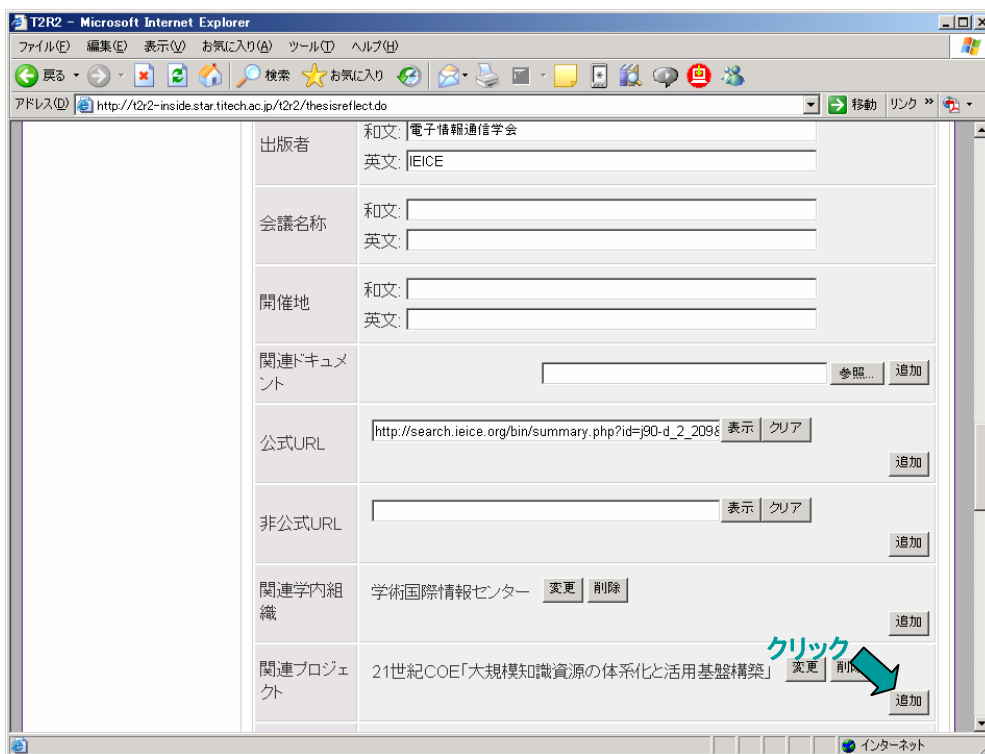 T2R2 - Microsoft Internet Explorer
ファイル(F) 編集(E) 表示(V) お気に入り(A) ツール(T) ヘルプ(H)
戻る 検索 お気に入り
アドレス(D) http://t2r2-inside.star.titech.ac.jp/t2r2/thesisreflect.do 移動 リンク »
出版者
和文: 電子情報通信学会
英文: IEICE
会議名称
和文:
英文:
開催地
和文:
英文:
関連ドキュメ
ント
参照... 追加
公式URL
http://search.ieice.org/bin/summary.php?id=j90-d_2_209& 表示 クリア
追加
非公式URL
表示 クリア
追加
関連学内組
織
学術国際情報センター 変更 削除
追加
クリック
関連プロジェ
クト
21世紀COE「大規模知識資源の体系化と活用基盤構築」 変更 削除
追加
インターネット